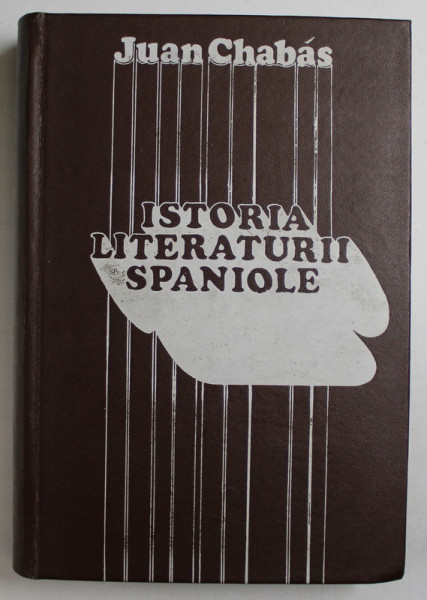 Juan Chabás
ISTORIA
LITERATURII
SPANIOLE